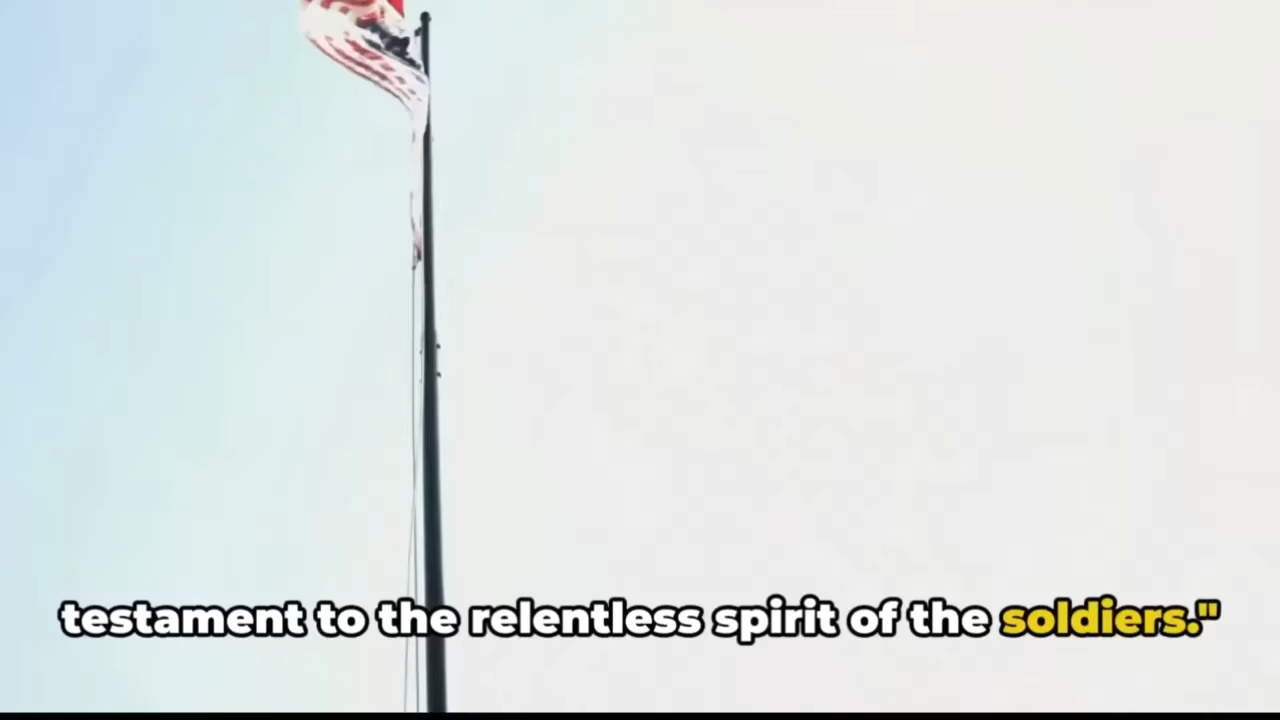 testament to the relentless spirit of the soldiers."